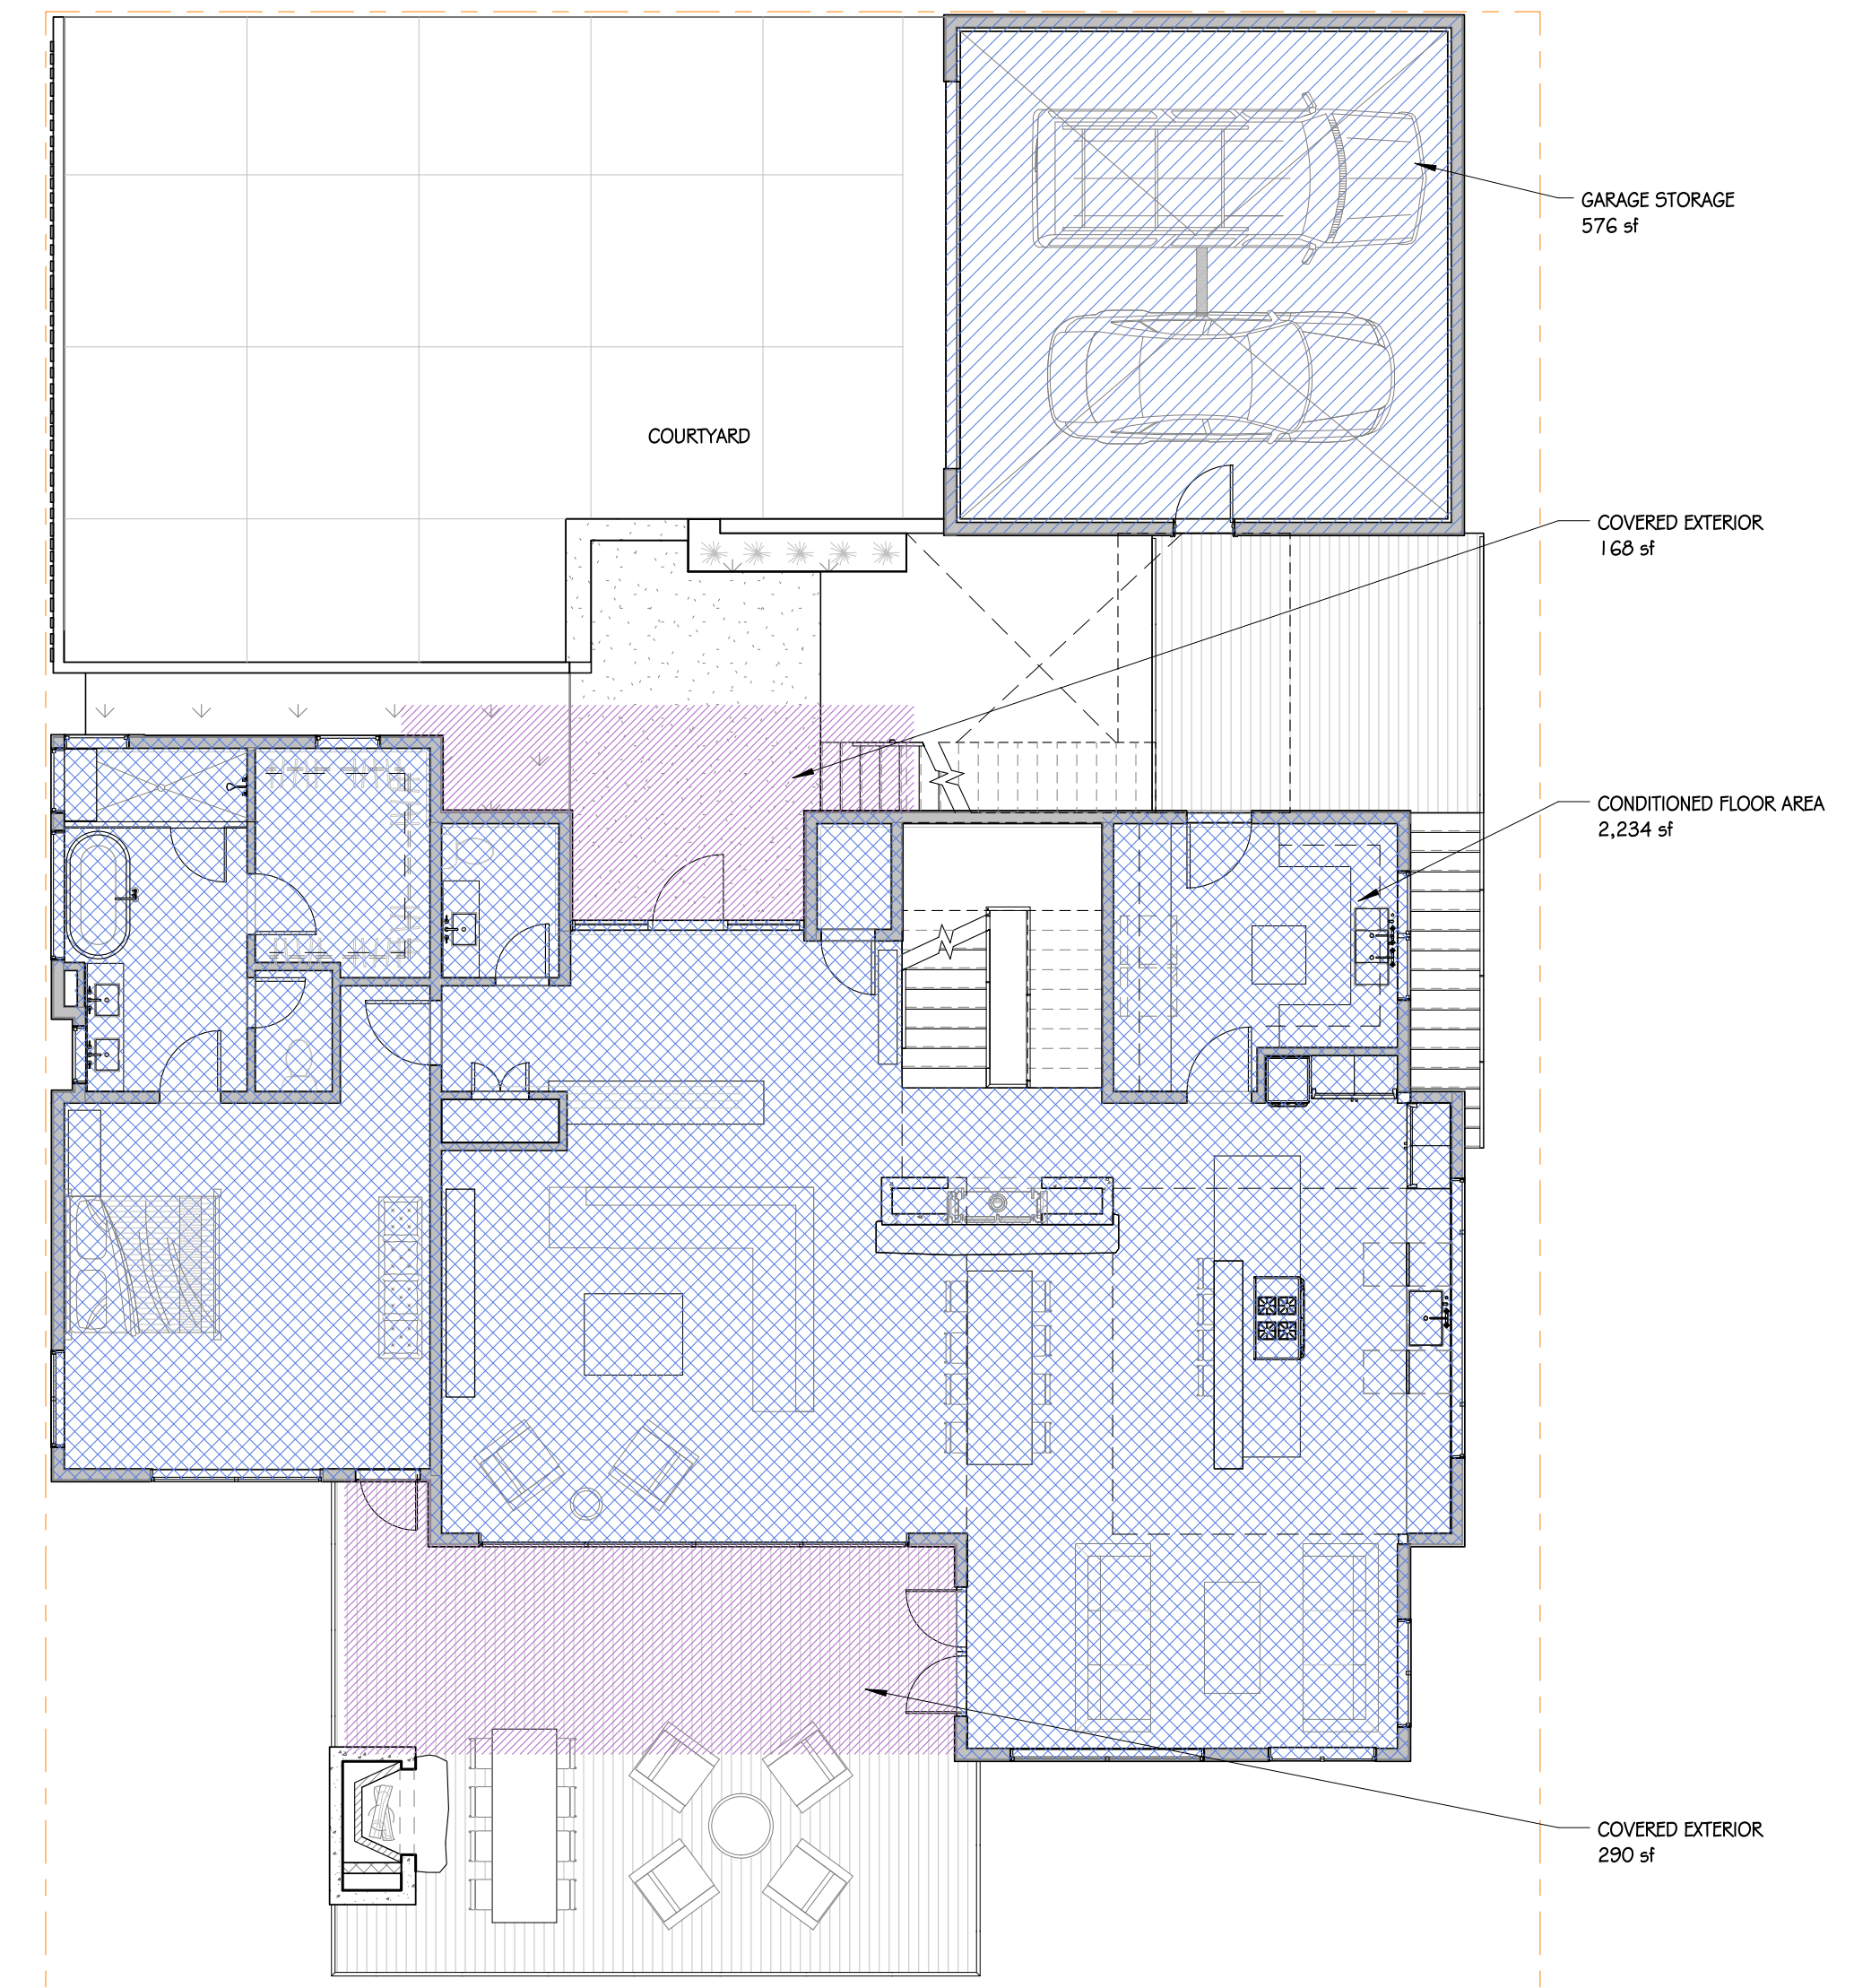 GARAGE STORAGE
576 sf
COURTYARD
COVERED EXTERIOR
168 sf
CONDITIONED FLOOR AREA
2,234 sf
COVERED EXTERIOR
290 sf